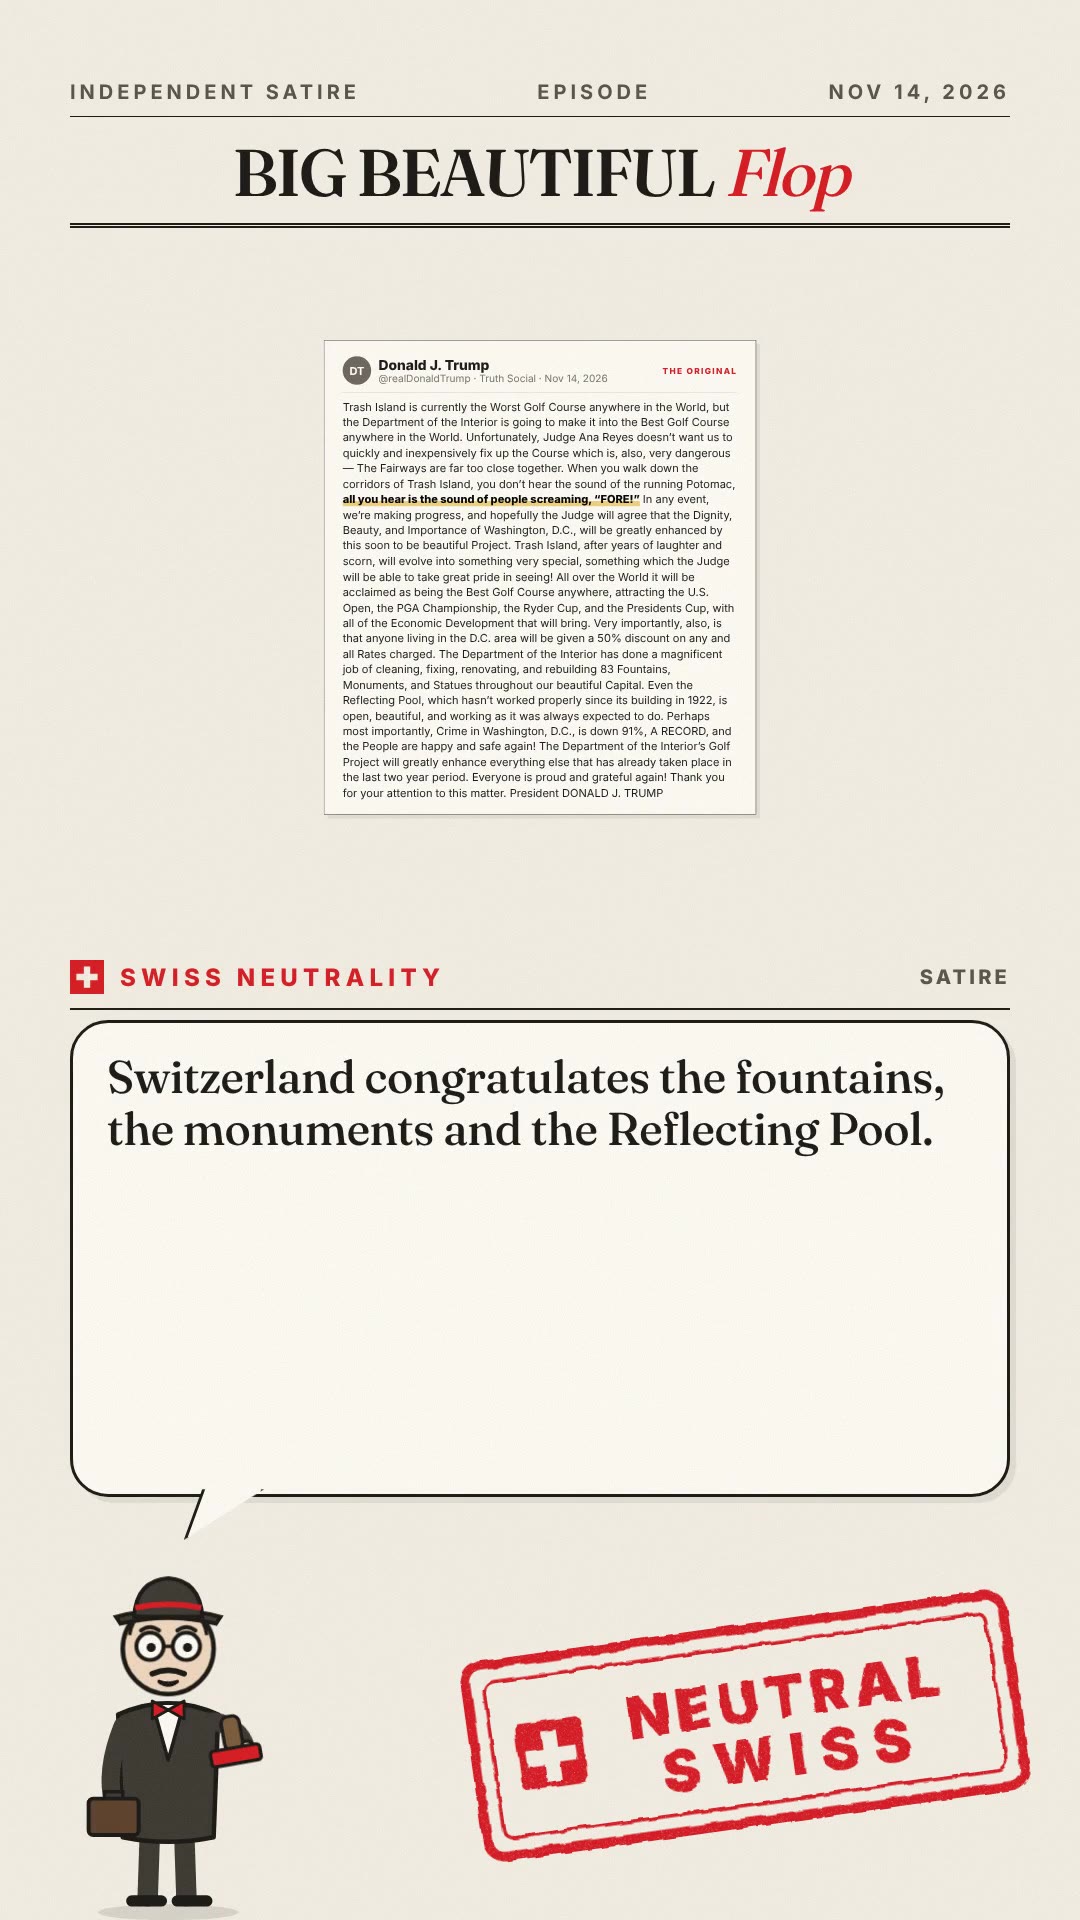 INDEPENDENT SATIRE
EPISODE
NOV 14, 2026
BIG BEAUTIFUL Flop
DT
Donald J. Trump
@realDonaldTrump · Truth Social · Nov 14, 2026
THE ORIGINAL
Trash Island is currently the Worst Golf Course anywhere in the World, but
the Department of the Interior is going to make it into the Best Golf Course
anywhere in the World. Unfortunately, Judge Ana Reyes doesn’t want us to
quickly and inexpensively fix up the Course which is, also, very dangerous
— The Fairways are far too close together. When you walk down the
corridors of Trash Island, you don’t hear the sound of the running Potomac,
all you hear is the sound of people screaming, “FORE!” In any event,
we’re making progress, and hopefully the Judge will agree that the Dignity,
Beauty, and Importance of Washington, D.C., will be greatly enhanced by
this soon to be beautiful Project. Trash Island, after years of laughter and
scorn, will evolve into something very special, something which the Judge
will be able to take great pride in seeing! All over the World it will be
acclaimed as being the Best Golf Course anywhere, attracting the U.S.
Open, the PGA Championship, the Ryder Cup, and the Presidents Cup, with
all of the Economic Development that will bring. Very importantly, also, is
that anyone living in the D.C. area will be given a 50% discount on any and
all Rates charged. The Department of the Interior has done a magnificent
job of cleaning, fixing, renovating, and rebuilding 83 Fountains,
Monuments, and Statues throughout our beautiful Capital. Even the
Reflecting Pool, which hasn’t worked properly since its building in 1922, is
open, beautiful, and working as it was always expected to do. Perhaps
most importantly, Crime in Washington, D.C., is down 91%, A RECORD, and
the People are happy and safe again! The Department of the Interior’s Golf
Project will greatly enhance everything else that has already taken place in
the last two year period. Everyone is proud and grateful again! Thank you
for your attention to this matter. President DONALD J. TRUMP
SWISS NEUTRALITY
SATIRE
Switzerland congratulates the fountains,
the monuments and the Reflecting Pool.
NEUTRAL
SWISS